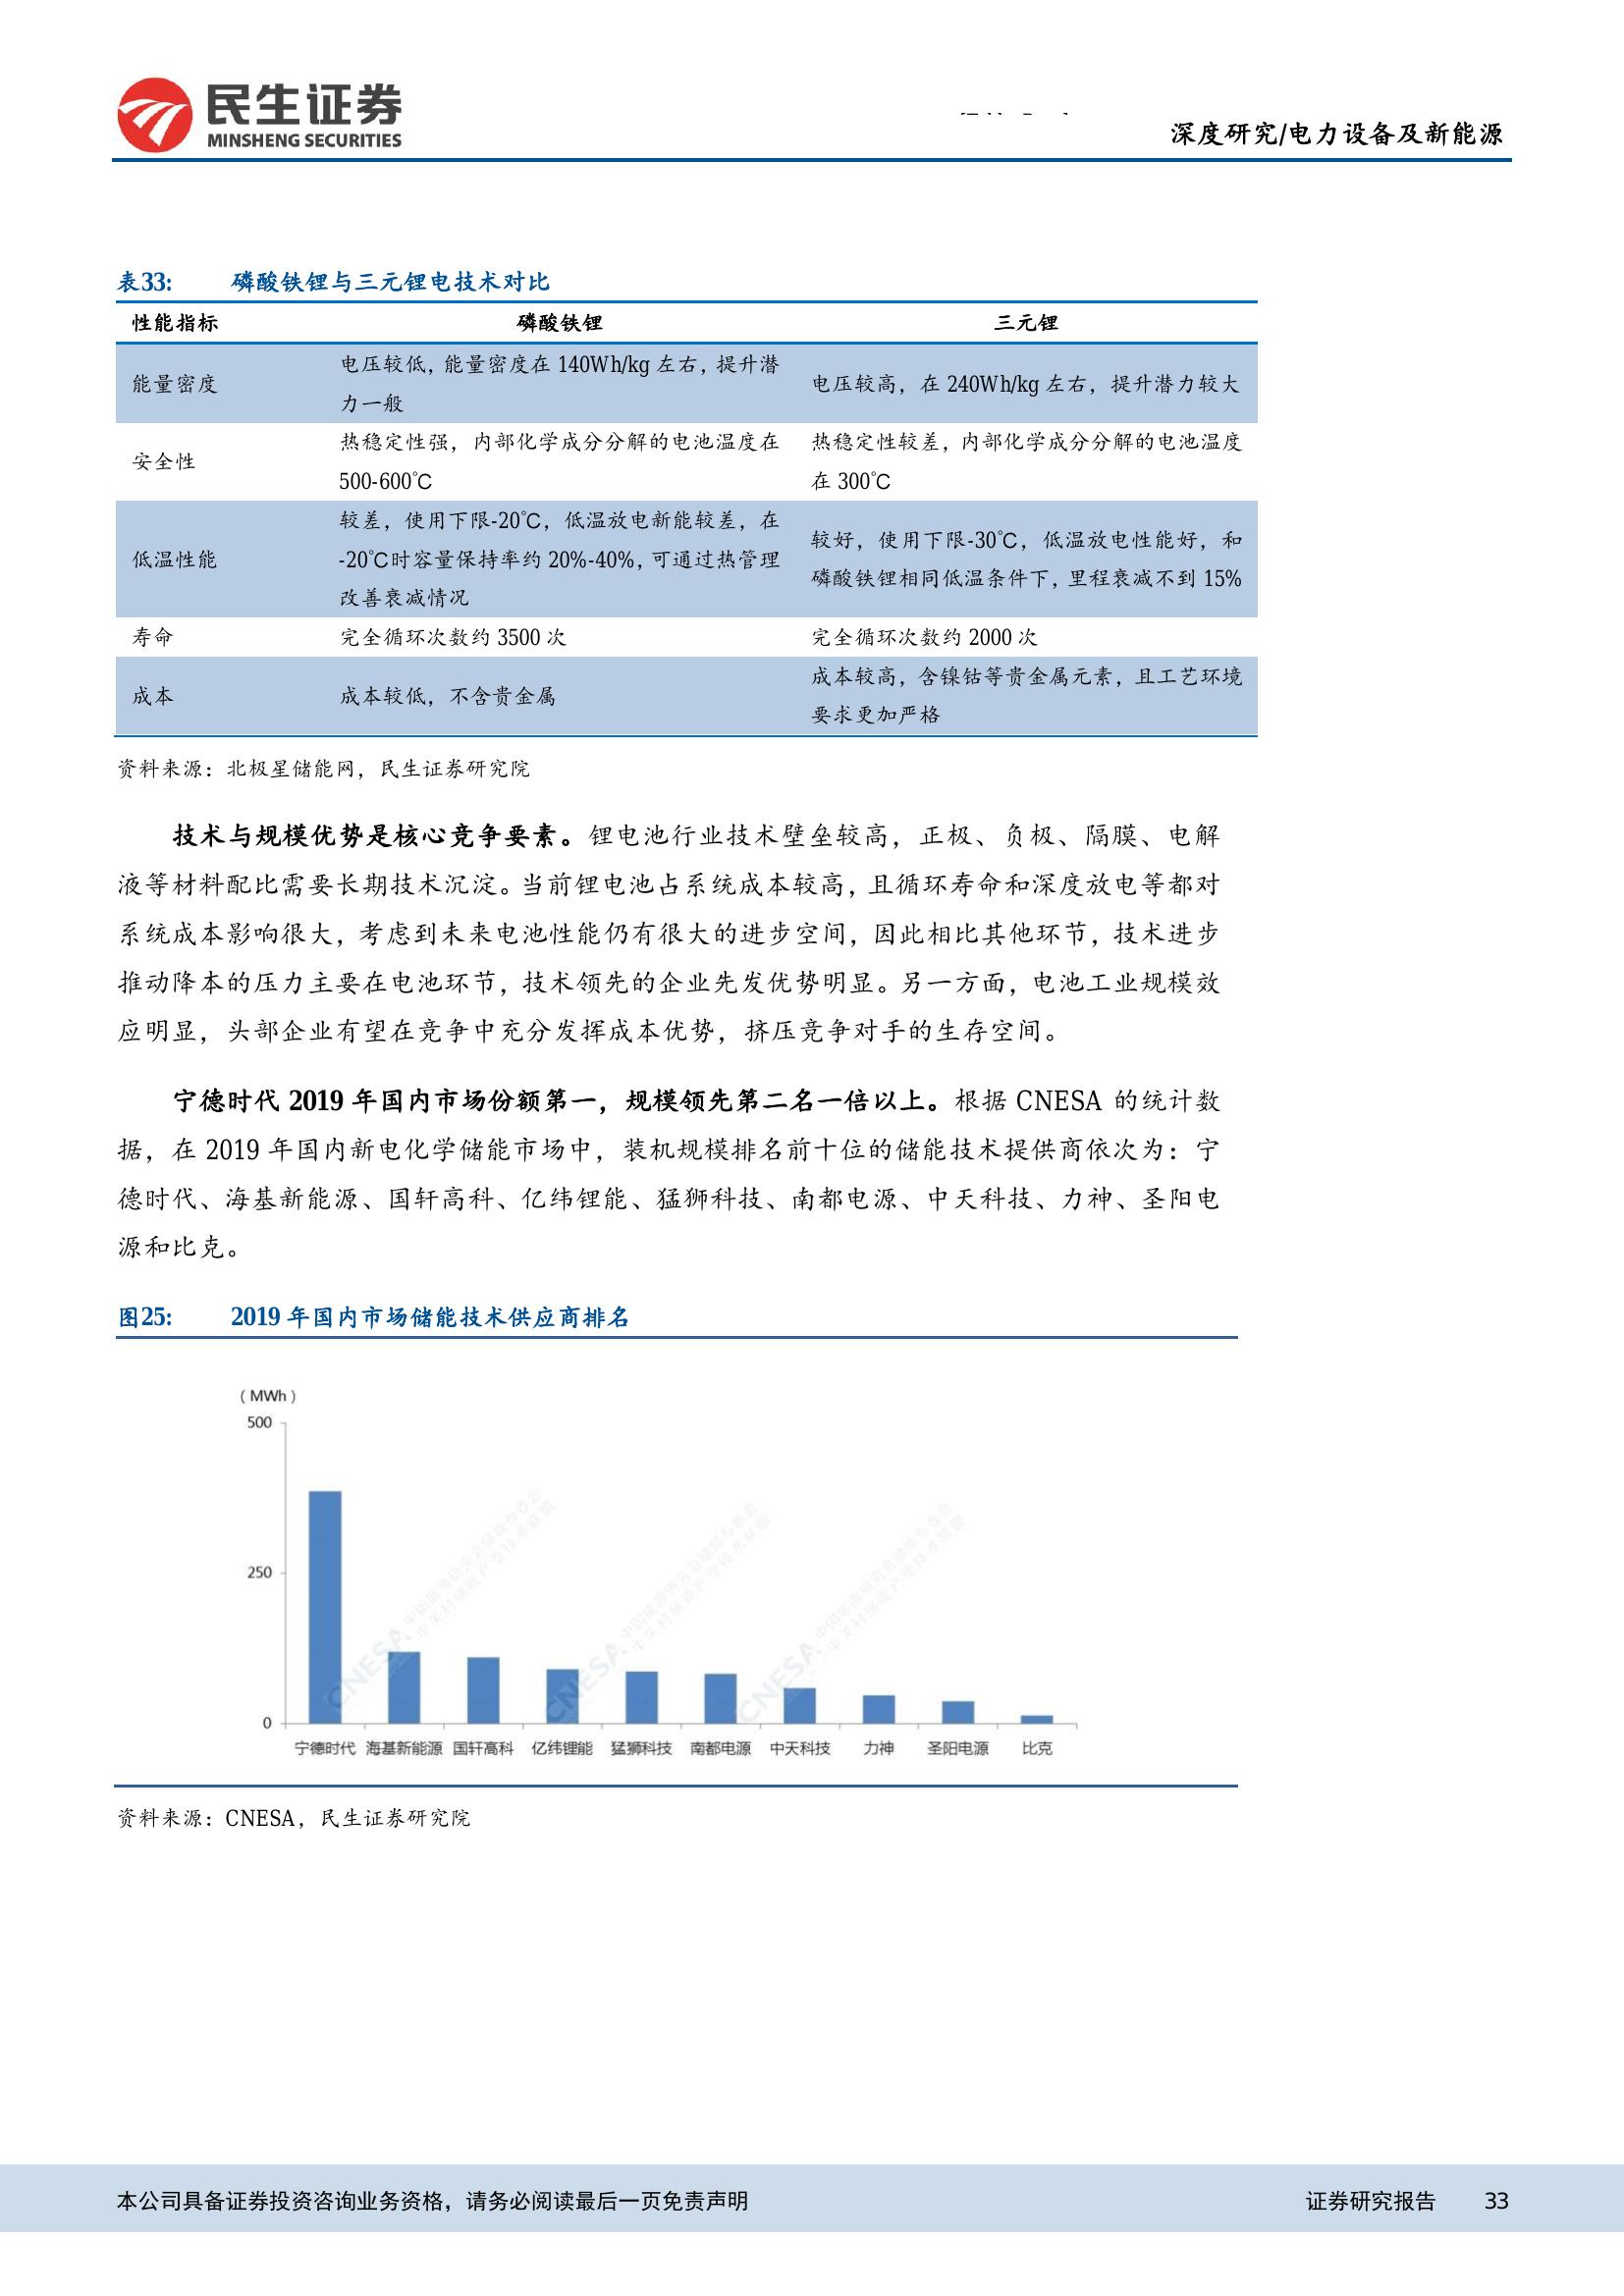 民生证券
MINSHENG SECURITIES
深度研究/电力设备及新能源
表33: 磷酸铁锂与三元锂电技术对比
性能指标 磷酸铁锂 三元锂
能量密度 电压较低，能量密度在 140Wh/kg 左右，提升潜力一般 电压较高，在 240Wh/kg 左右，提升潜力较大
安全性 热稳定性强，内部化学成分分解的电池温度在 500-600℃ 热稳定性较差，内部化学成分分解的电池温度在 300℃
低温性能 较差，使用下限-20℃，低温放电新能较差，在-20℃时容量保持率约 20%-40%，可通过热管理改善衰减情况 较好，使用下限-30℃，低温放电性能好，和磷酸铁锂相同低温条件下，里程衰减不到 15%
寿命 完全循环次数约 3500 次 完全循环次数约 2000 次
成本 成本较低，不含贵金属 成本较高，含镍钴等贵金属元素，且工艺环境要求更加严格
资料来源：北极星储能网，民生证券研究院
技术与规模优势是核心竞争要素。锂电池行业技术壁垒较高，正极、负极、隔膜、电解
液等材料配比需要长期技术沉淀。当前锂电池占系统成本较高，且循环寿命和深度放电等都对
系统成本影响很大，考虑到未来电池性能仍有很大的进步空间，因此相比其他环节，技术进步
推动降本的压力主要在电池环节，技术领先的企业先发优势明显。另一方面，电池工业规模效
应明显，头部企业有望在竞争中充分发挥成本优势，挤压竞争对手的生存空间。
宁德时代 2019 年国内市场份额第一，规模领先第二名一倍以上。根据 CNESA 的统计数
据，在 2019 年国内新电化学储能市场中，装机规模排名前十位的储能技术提供商依次为：宁
德时代、海基新能源、国轩高科、亿纬锂能、猛狮科技、南都电源、中天科技、力神、圣阳电
源和比克。
图25: 2019 年国内市场储能技术供应商排名
（MWh）
500
250
0
宁德时代 海基新能源 国轩高科 亿纬锂能 猛狮科技 南都电源 中天科技 力神 圣阳电源 比克
CNESA
CNESA
CNESA
资料来源：CNESA，民生证券研究院
本公司具备证券投资咨询业务资格，请务必阅读最后一页免责声明 证券研究报告 33